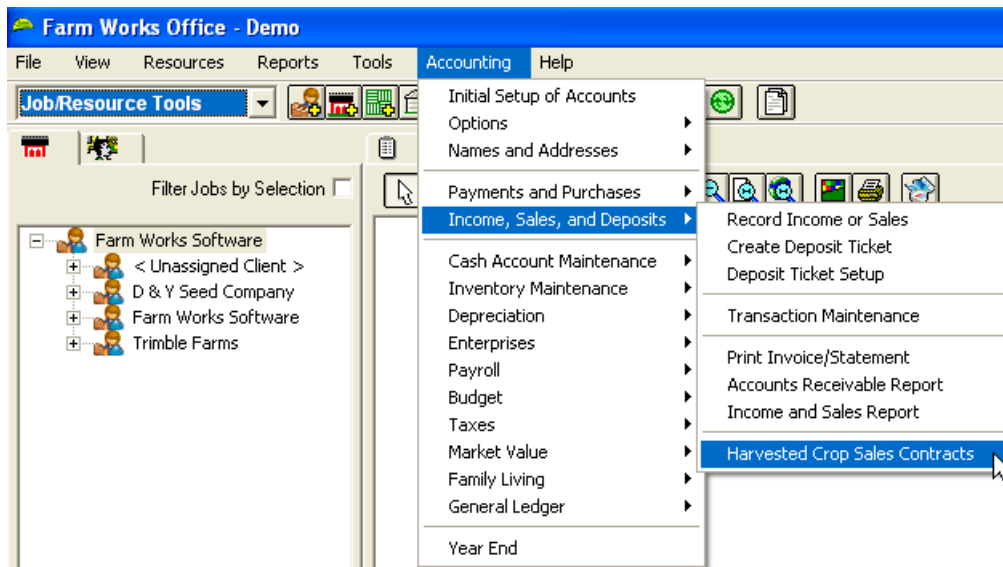 Farm Works Office - Demo
File View Resources Reports Tools Accounting Help
Job/Resource Tools
Filter Jobs by Selection
Farm Works Software
< Unassigned Client >
D & Y Seed Company
Farm Works Software
Trimble Farms
Initial Setup of Accounts
Options
Names and Addresses
Payments and Purchases
Income, Sales, and Deposits
Cash Account Maintenance
Inventory Maintenance
Depreciation
Enterprises
Payroll
Budget
Taxes
Market Value
Family Living
General Ledger
Year End
Record Income or Sales
Create Deposit Ticket
Deposit Ticket Setup
Transaction Maintenance
Print Invoice/Statement
Accounts Receivable Report
Income and Sales Report
Harvested Crop Sales Contracts